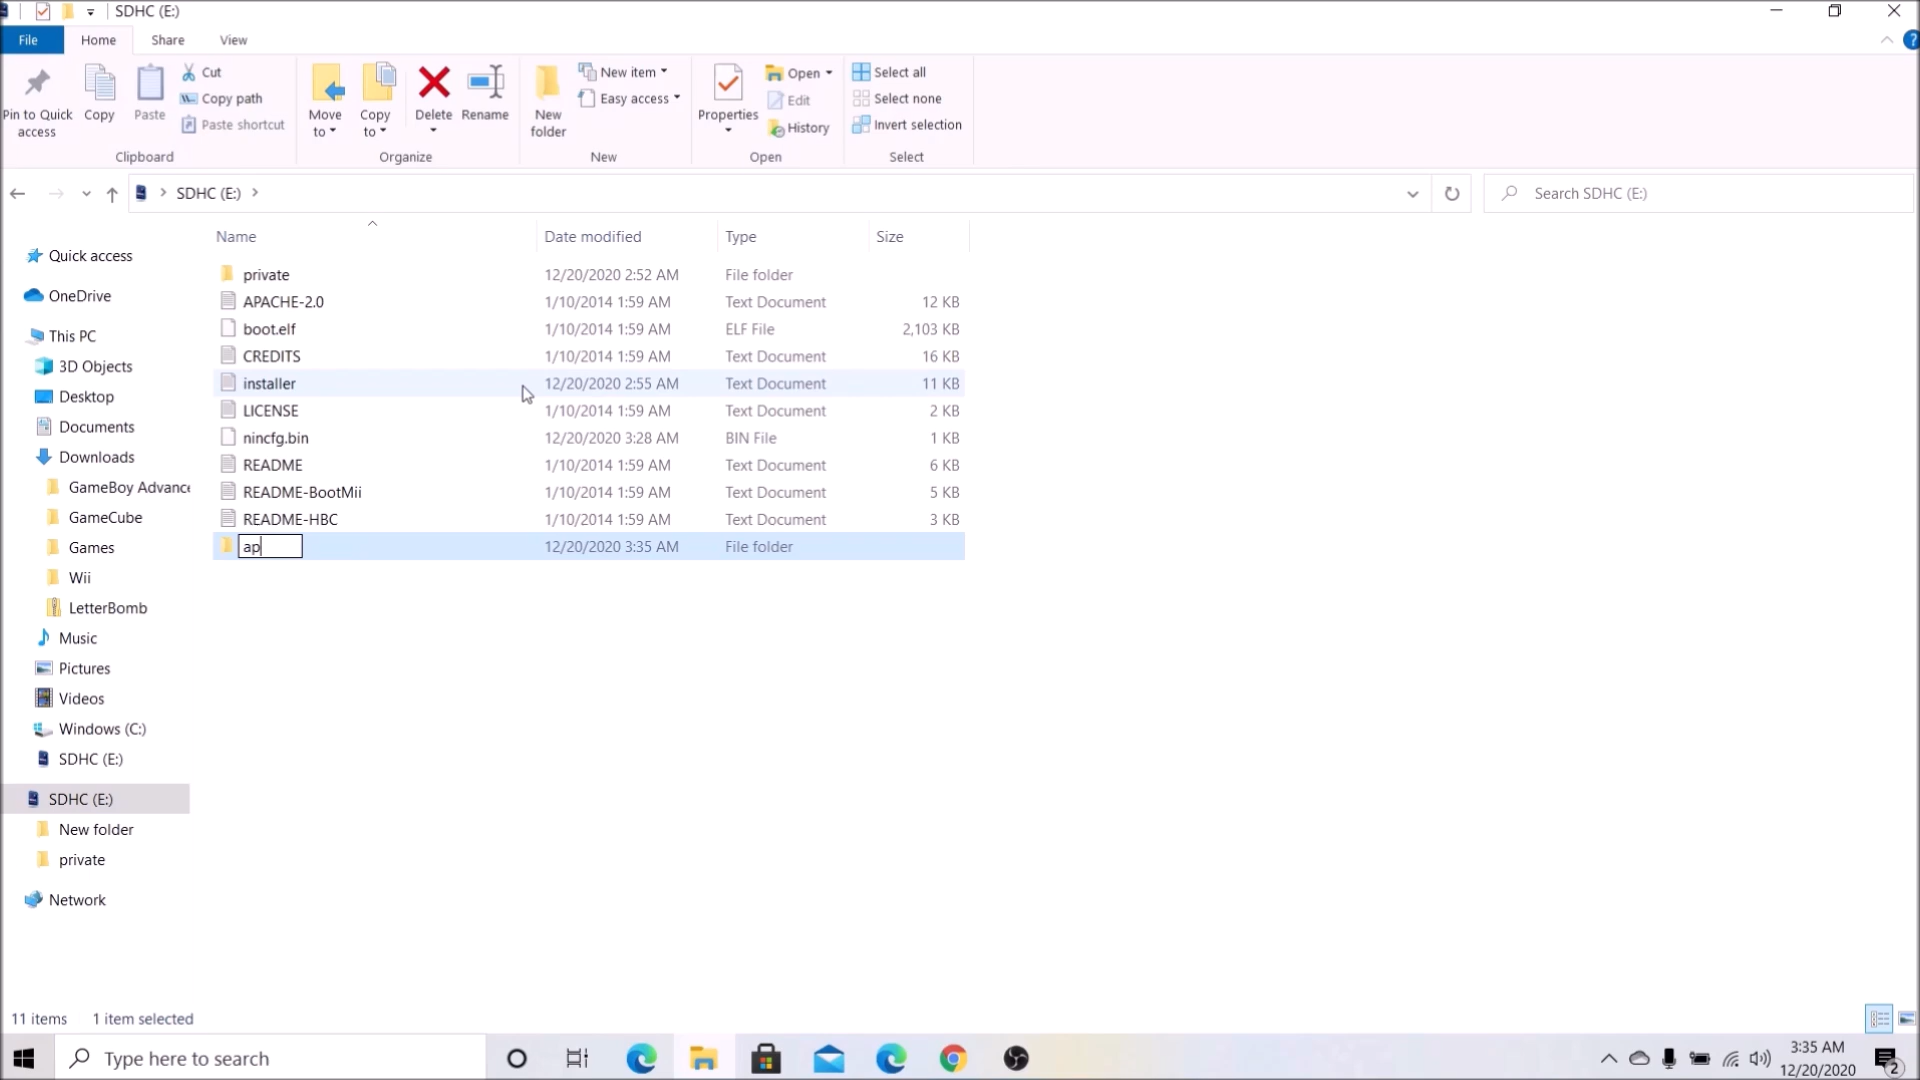 SDHC (E:)
File Home Share View
Pin to Quick access
Copy
Paste
Cut
Copy path
Paste shortcut
Clipboard
Move to
Copy to
Delete
Rename
Organize
New folder
New item
Easy access
New
Properties
Open
Edit
History
Open
Select all
Select none
Invert selection
Select
SDHC (E:)
Search SDHC (E:)
Name Date modified Type Size
private 12/20/2020 2:52 AM File folder
APACHE-2.0 1/10/2014 1:59 AM Text Document 12 KB
boot.elf 1/10/2014 1:59 AM ELF File 2,103 KB
CREDITS 1/10/2014 1:59 AM Text Document 16 KB
installer 12/20/2020 2:55 AM Text Document 11 KB
LICENSE 1/10/2014 1:59 AM Text Document 2 KB
nincfg.bin 12/20/2020 3:28 AM BIN File 1 KB
README 1/10/2014 1:59 AM Text Document 6 KB
README-BootMii 1/10/2014 1:59 AM Text Document 5 KB
README-HBC 1/10/2014 1:59 AM Text Document 3 KB
ap 12/20/2020 3:35 AM File folder
Quick access
OneDrive
This PC
3D Objects
Desktop
Documents
Downloads
GameBoy Advance
GameCube
Games
Wii
LetterBomb
Music
Pictures
Videos
Windows (C:)
SDHC (E:)
SDHC (E:)
New folder
private
Network
11 items 1 item selected
Type here to search
3:35 AM
12/20/2020
2